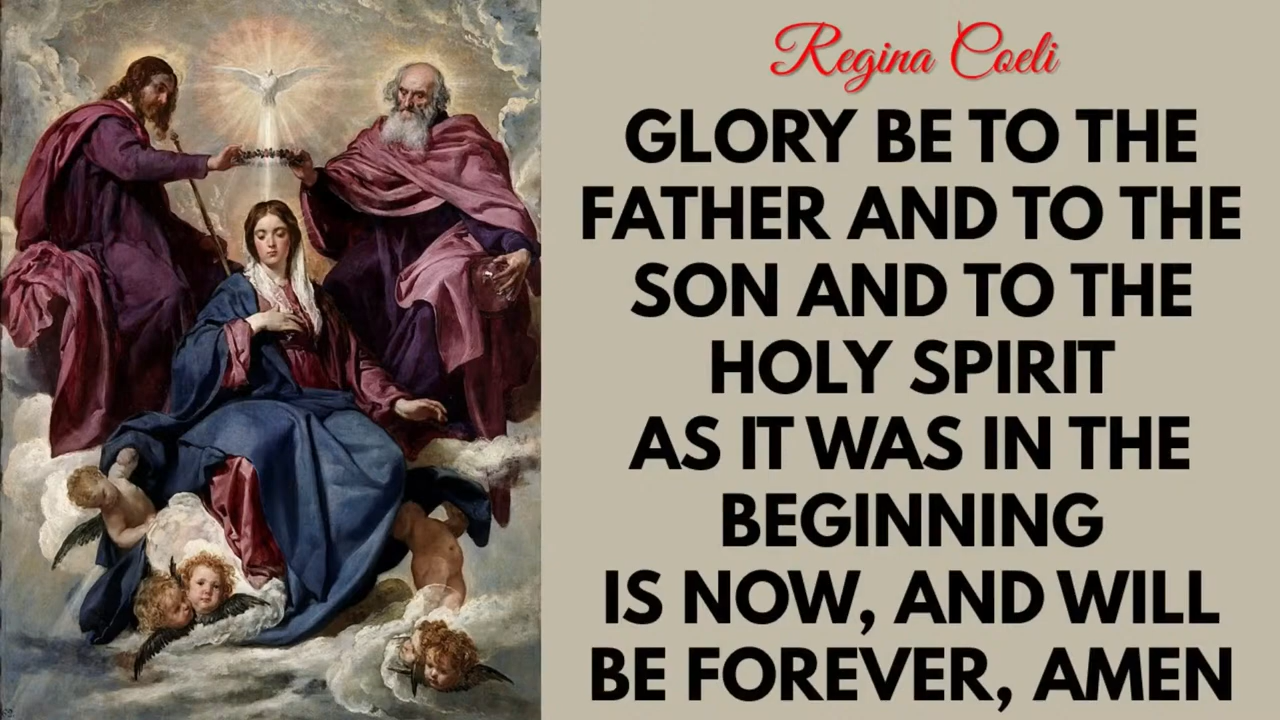 Regina Coeli
GLORY BE TO THE
FATHER AND TO THE
SON AND TO THE
HOLY SPIRIT
AS IT WAS IN THE
BEGINNING
IS NOW, AND WILL
BE FOREVER, AMEN